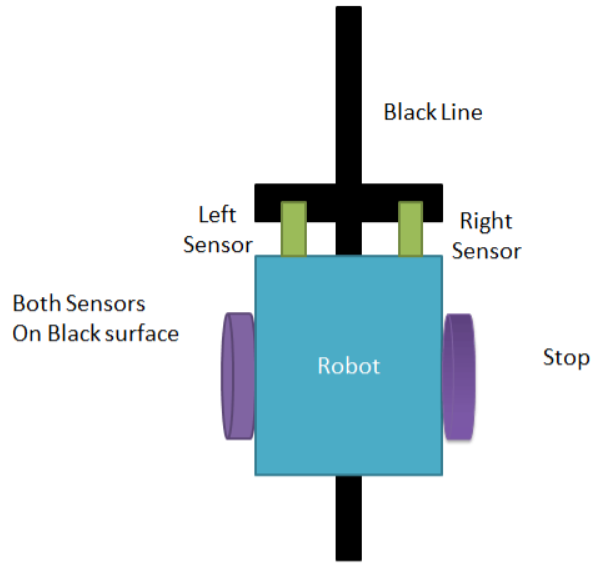 Black Line
Left
Sensor
Right
Sensor
Both Sensors
On Black surface
Robot
Stop